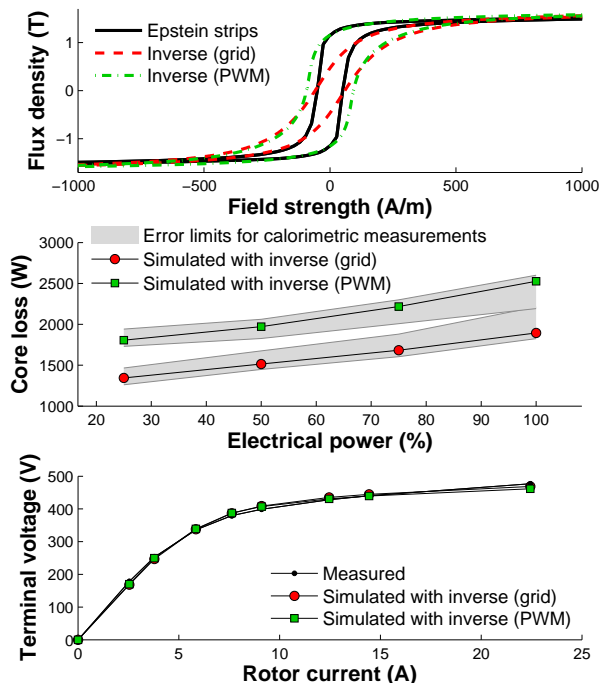 Flux density (T)
1
0
−1
Epstein strips
Inverse (grid)
Inverse (PWM)
−1000
−500
0
500
1000
Field strength (A/m)
Core loss (W)
3000
2500
2000
1500
1000
Error limits for calorimetric measurements
Simulated with inverse (grid)
Simulated with inverse (PWM)
20 30 40 50 60 70 80 90 100
Electrical power (%)
Terminal voltage (V)
500
400
300
200
100
0
Measured
Simulated with inverse (grid)
Simulated with inverse (PWM)
0 5 10 15 20 25
Rotor current (A)